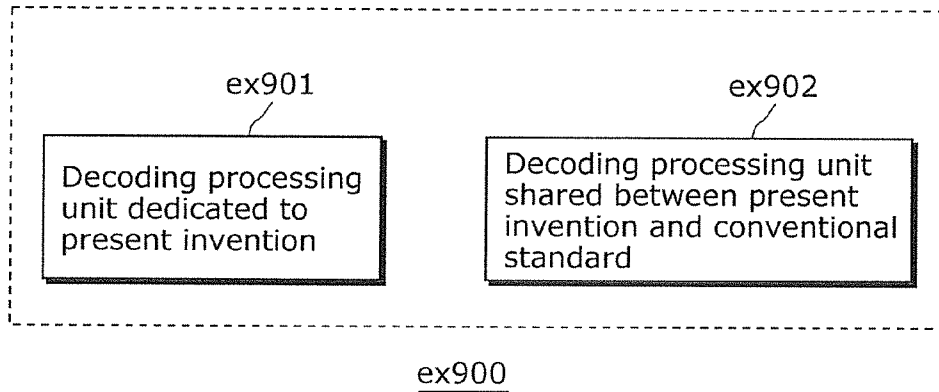 ex901
ex902
Decoding processing
unit dedicated to
present invention
Decoding processing unit
shared between present
invention and conventional
standard
ex900